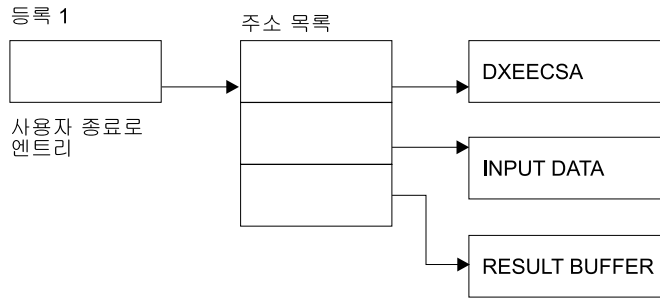 등록 1
주소 목록
DXEECSA
사용자 종료로
엔트리
INPUT DATA
RESULT BUFFER